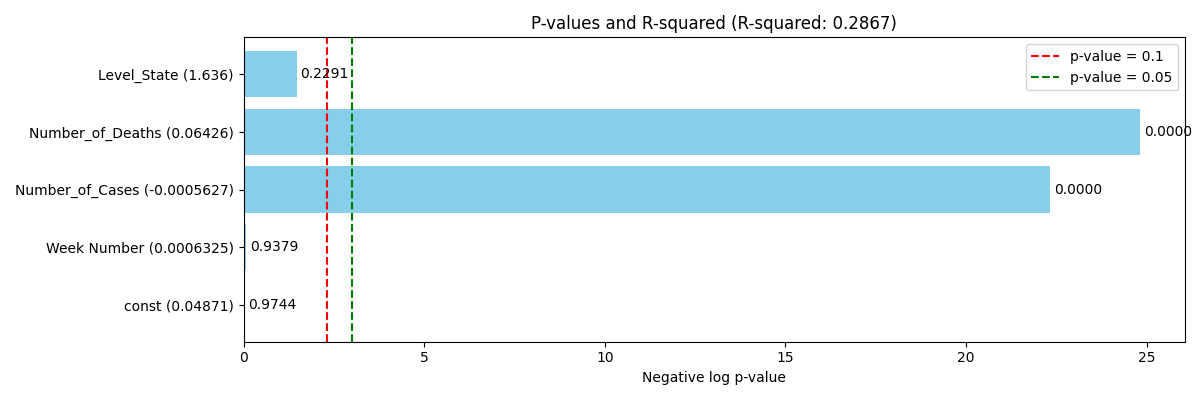 P-values and R-squared (R-squared: 0.2867)
Level_State (1.636)
0.2291
p-value = 0.1
p-value = 0.05
Number_of_Deaths (0.06426)
0.0000
Number_of_Cases (-0.0005627)
0.0000
Week Number (0.0006325)
0.9379
const (0.04871)
0.9744
0 5 10 15 20 25
Negative log p-value